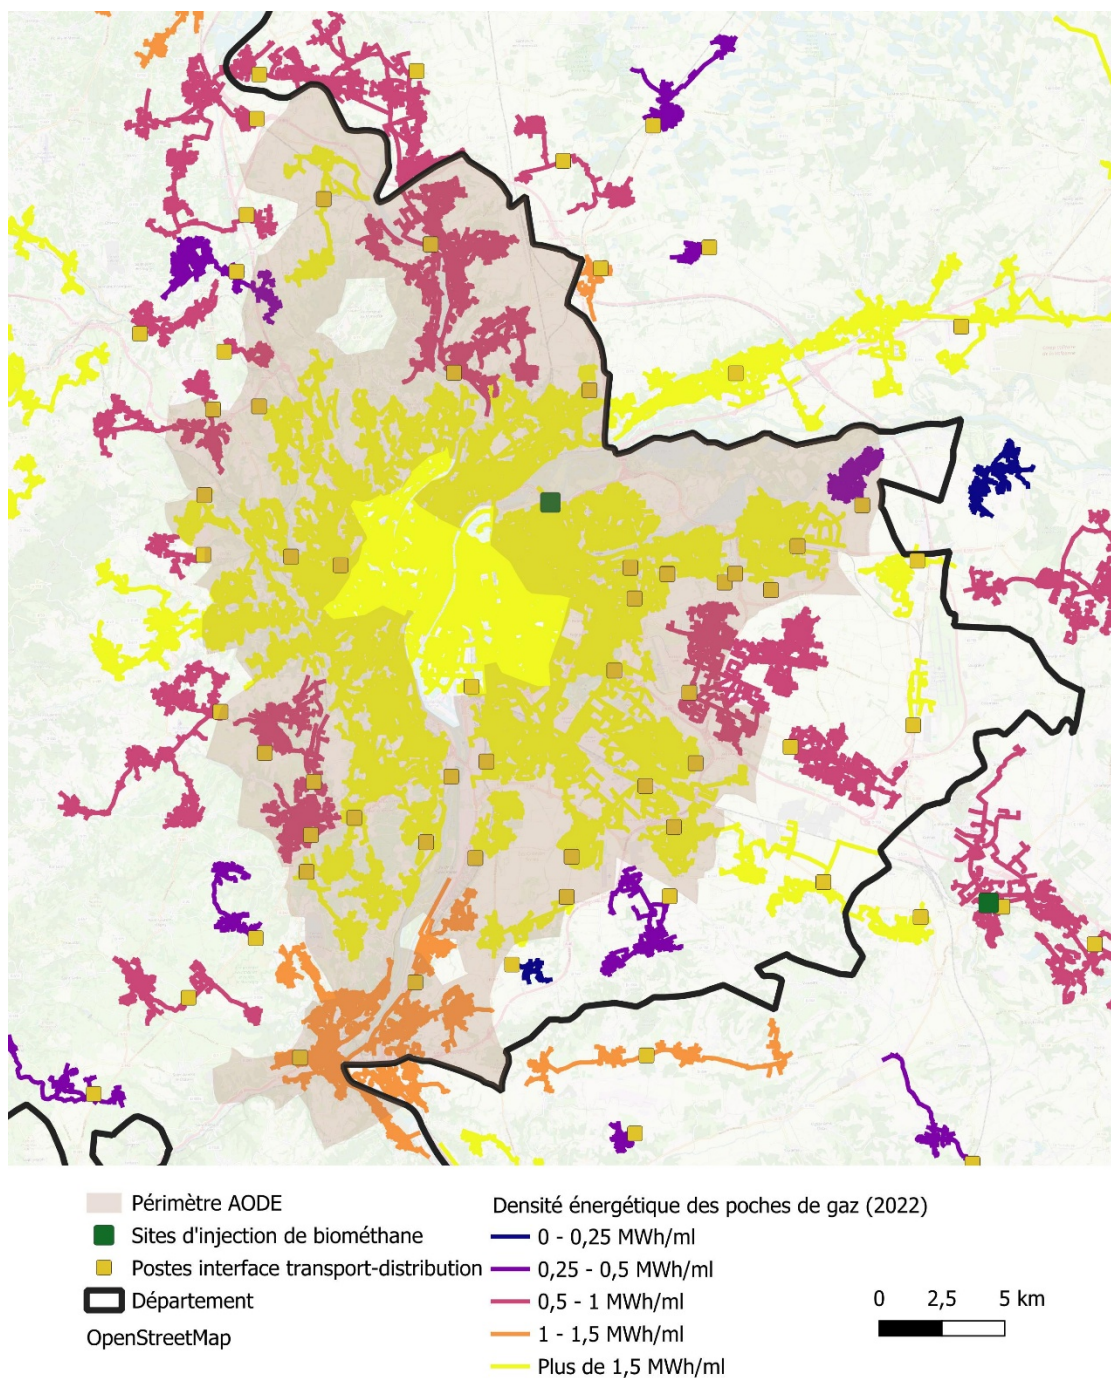 Périmètre AODE
Sites d'injection de biométhane
Postes interface transport-distribution
Département
OpenStreetMap
Densité énergétique des poches de gaz (2022)
0 - 0,25 MWh/ml
0,25 - 0,5 MWh/ml
0,5 - 1 MWh/ml
1 - 1,5 MWh/ml
Plus de 1,5 MWh/ml
0 2,5 5 km